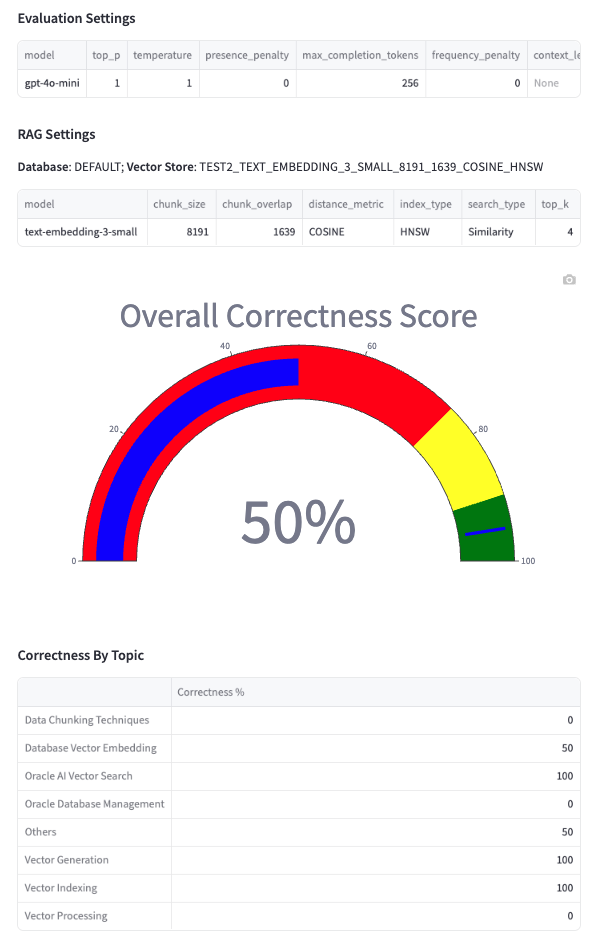 Evaluation Settings
model top_p temperature presence_penalty max_completion_tokens frequency_penalty context_le
gpt-4o-mini 1 1 0 256 0 None
RAG Settings
Database: DEFAULT; Vector Store: TEST2_TEXT_EMBEDDING_3_SMALL_8191_1639_COSINE_HNSW
model chunk_size chunk_overlap distance_metric index_type search_type top_k
text-embedding-3-small 8191 1639 COSINE HNSW Similarity 4
Overall Correctness Score
40 60
20 80
50%
0 100
Correctness By Topic
Correctness %
Data Chunking Techniques 0
Database Vector Embedding 50
Oracle AI Vector Search 100
Oracle Database Management 0
Others 50
Vector Generation 100
Vector Indexing 100
Vector Processing 0